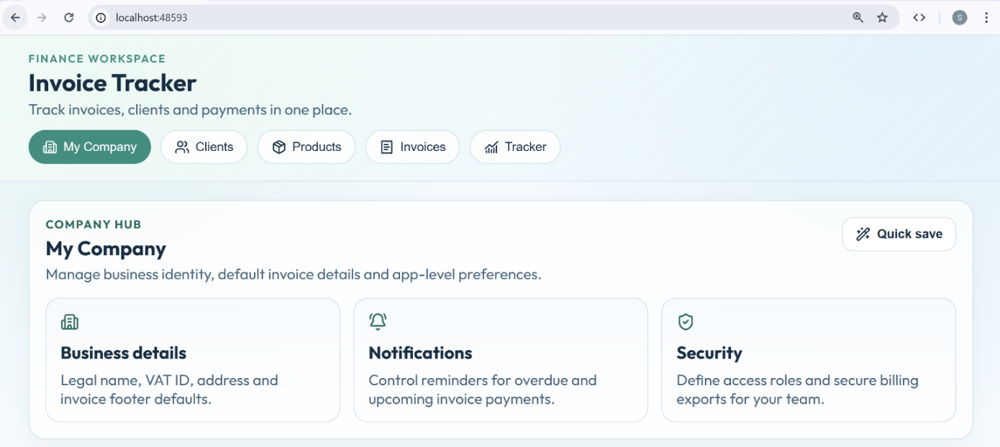 localhost:48593
S
FINANCE WORKSPACE
Invoice Tracker
Track invoices, clients and payments in one place.
My Company
Clients
Products
Invoices
Tracker
COMPANY HUB
My Company
Quick save
Manage business identity, default invoice details and app-level preferences.
Business details
Legal name, VAT ID, address and
invoice footer defaults.
Notifications
Control reminders for overdue and
upcoming invoice payments.
Security
Define access roles and secure billing
exports for your team.